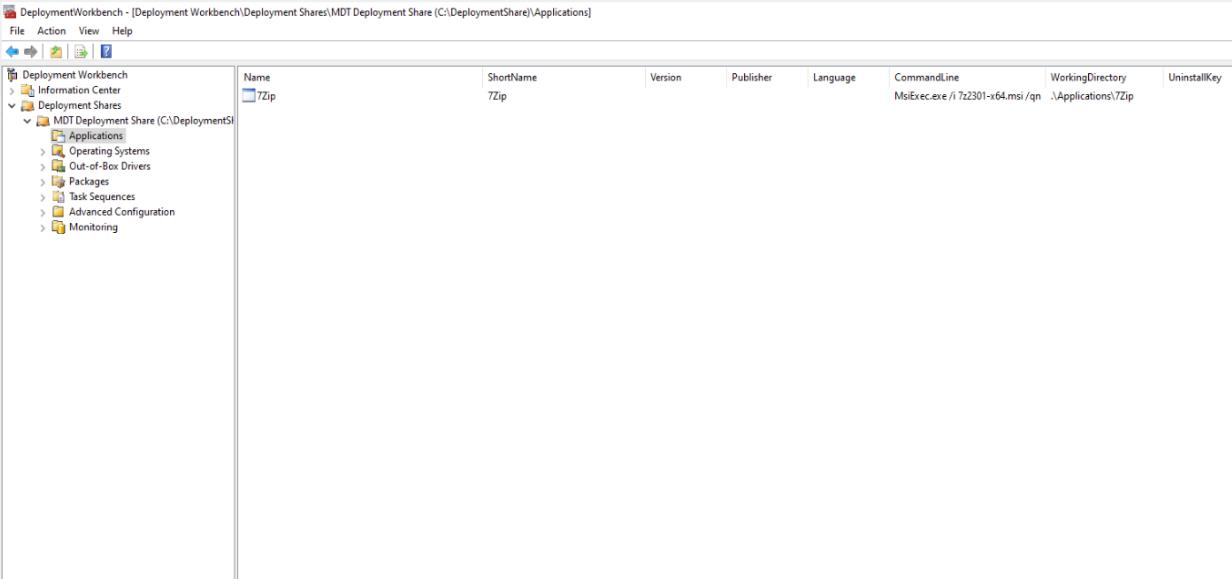 DeploymentWorkbench - [Deployment Workbench\Deployment Shares\MDT Deployment Share (C:\DeploymentShare)\Applications]
File Action View Help
Deployment Workbench
Information Center
Deployment Shares
MDT Deployment Share (C:\DeploymentSh
Applications
Operating Systems
Out-of-Box Drivers
Packages
Task Sequences
Advanced Configuration
Monitoring
Name ShortName Version Publisher Language CommandLine WorkingDirectory UninstallKey
7Zip 7Zip MsiExec.exe /i 7z2301-x64.msi /qn .\Applications\7Zip